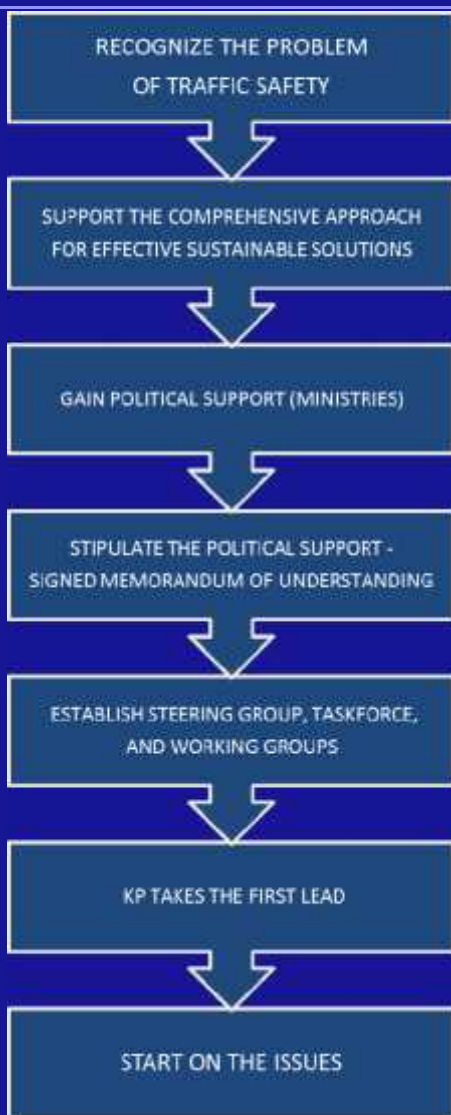 RECOGNIZE THE PROBLEM
OF TRAFFIC SAFETY
SUPPORT THE COMPREHENSIVE APPROACH
FOR EFFECTIVE SUSTAINABLE SOLUTIONS
GAIN POLITICAL SUPPORT (MINISTRIES)
STIPULATE THE POLITICAL SUPPORT -
SIGNED MEMORANDUM OF UNDERSTANDING
ESTABLISH STEERING GROUP, TASKFORCE,
AND WORKING GROUPS
KP TAKES THE FIRST LEAD
START ON THE ISSUES